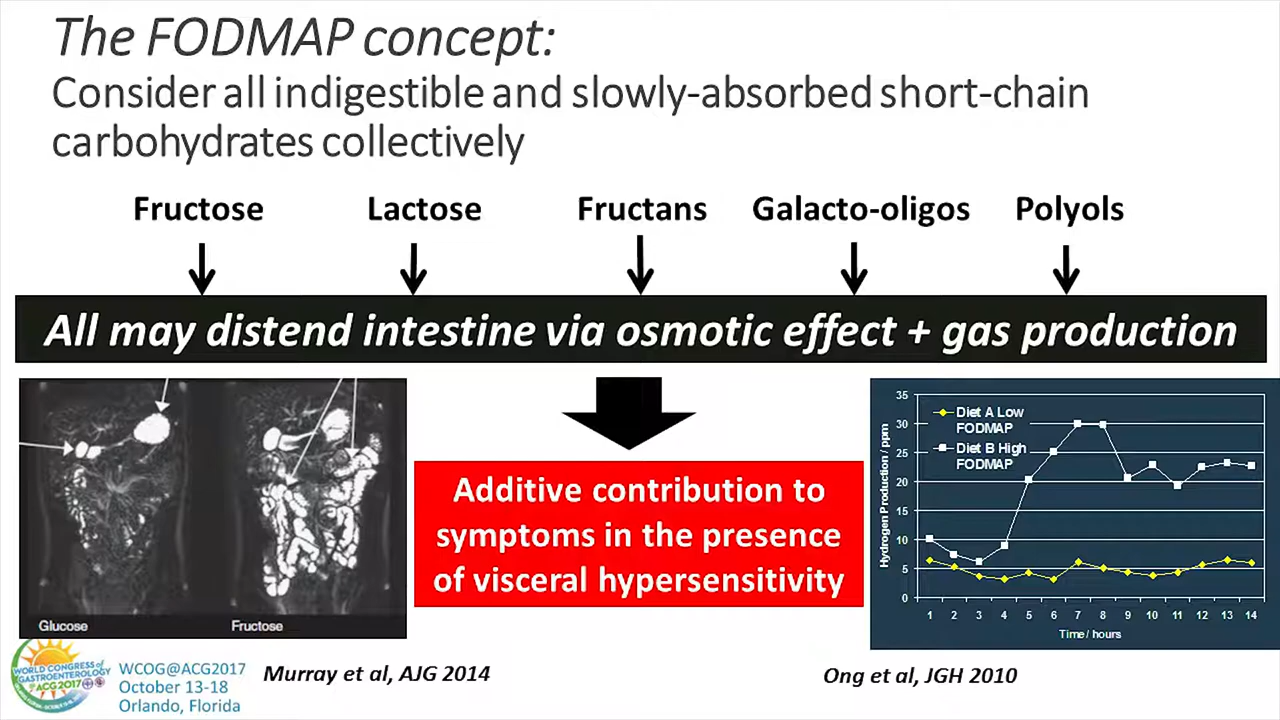 The FODMAP concept:
Consider all indigestible and slowly-absorbed short-chain
carbohydrates collectively
Fructose Lactose Fructans Galacto-oligos Polyols
All may distend intestine via osmotic effect + gas production
Glucose Fructose
Additive contribution to
symptoms in the presence
of visceral hypersensitivity
Hydrogen Production / ppm
35
30
25
20
15
10
5
0
Diet A Low
FODMAP
Diet B High
FODMAP
1 2 3 4 5 6 7 8 9 10 11 12 13 14
Time / hours
WORLD CONGRESS of
GASTROENTEROLOGY
at ACG2017
WCOG@ACG2017
October 13-18
Orlando, Florida
Murray et al, AJG 2014
Ong et al, JGH 2010